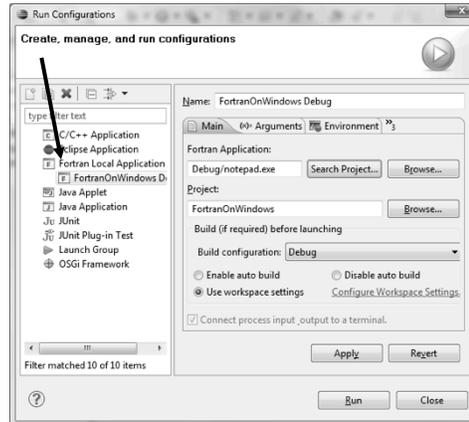 Run Configurations
Create, manage, and run configurations
type filter text
C/C++ Application
Eclipse Application
Fortran Local Application
FortranOnWindows D
Java Applet
Java Application
JUnit
JUnit Plug-in Test
Launch Group
OSGi Framework
Filter matched 10 of 10 items
Name: FortranOnWindows Debug
Main Arguments Environment »3
Fortran Application:
Debug/notepad.exe Search Project... Browse...
Project:
FortranOnWindows Browse...
Build (if required) before launching
Build configuration: Debug
Enable auto build Disable auto build
Use workspace settings Configure Workspace Settings.
Connect process input output to a terminal.
Apply Revert
Run Close